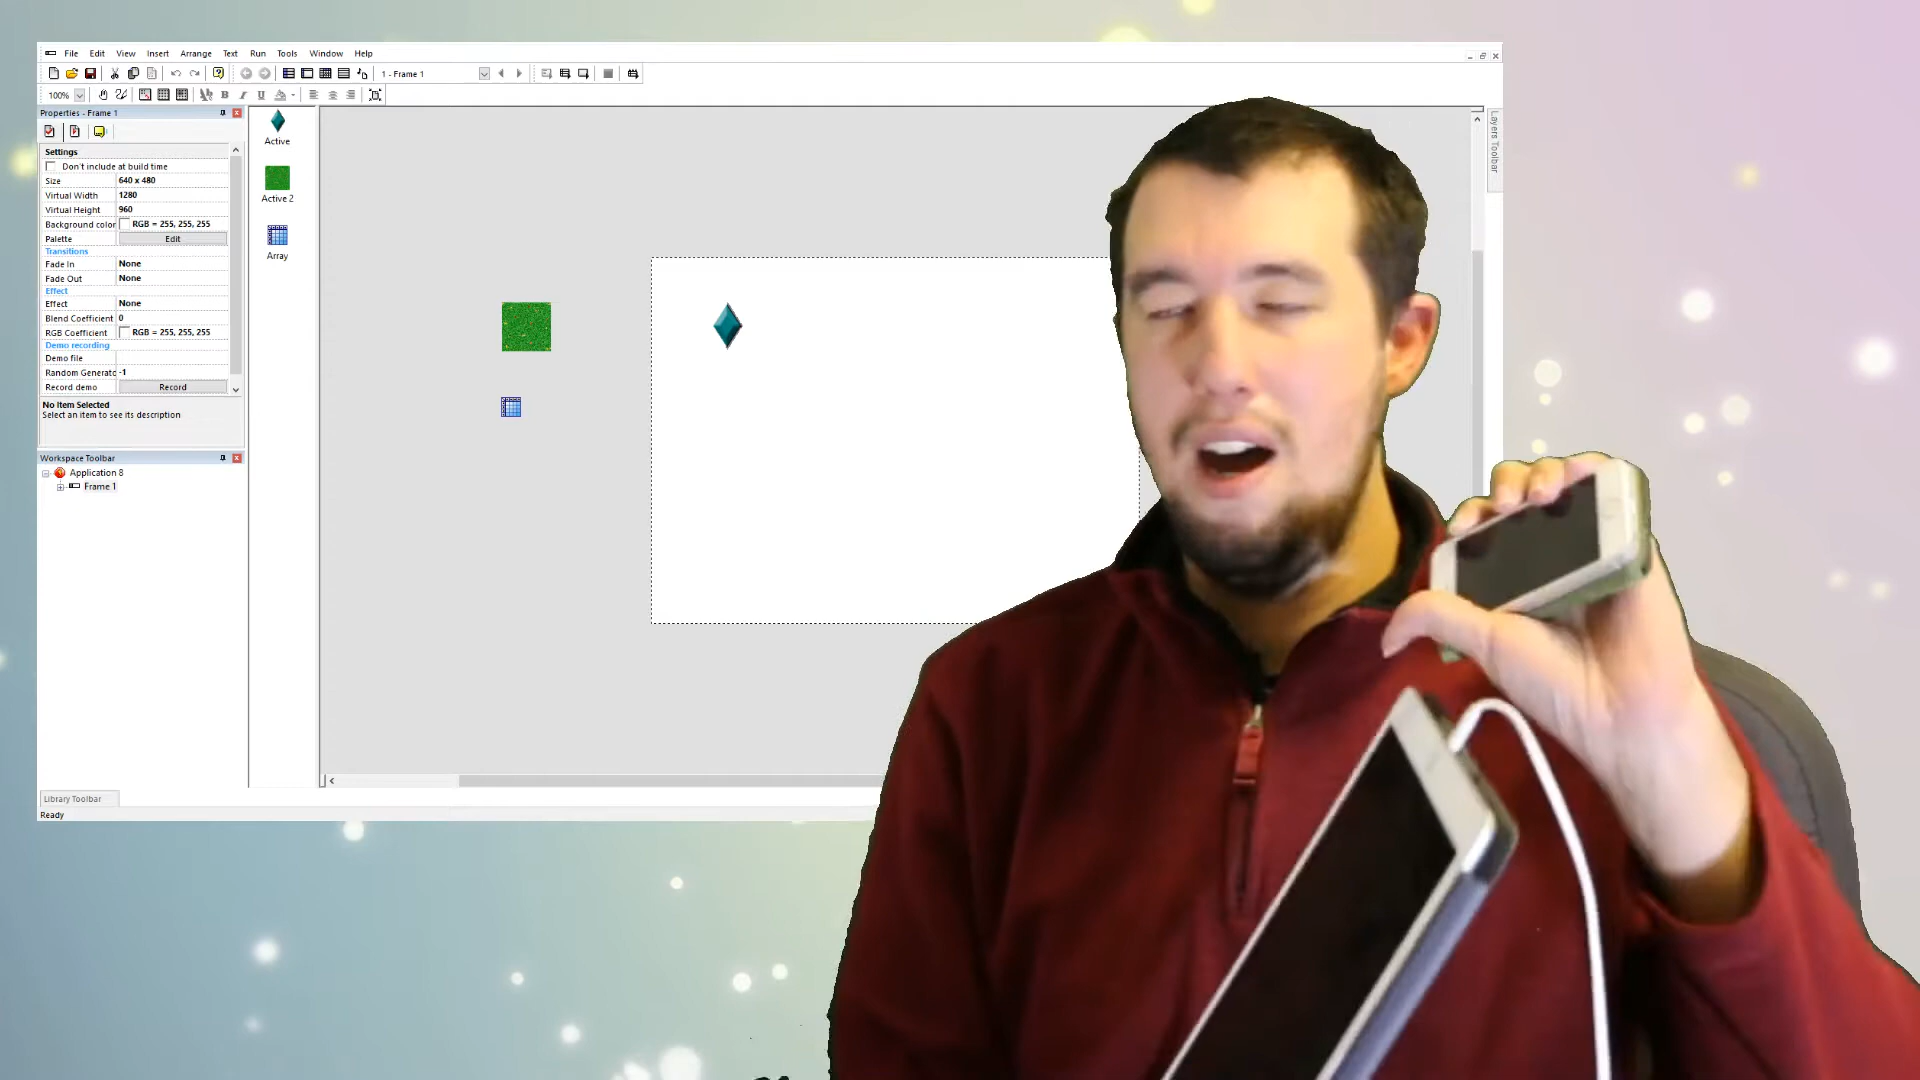 File Edit View Insert Arrange Text Run Tools Window Help
1 - Frame 1
100% B I U A
Properties - Frame 1
Settings
Don't include at build time
Size 640 x 480
Virtual Width 1280
Virtual Height 960
Background color RGB = 255, 255, 255
Palette Edit
Transitions
Fade In None
Fade Out None
Effect
Effect None
Blend Coefficient 0
RGB Coefficient RGB = 255, 255, 255
Demo recording
Demo file
Random Generato -1
Record demo Record
No Item Selected
Select an item to see its description
Workspace Toolbar
Application 8
Frame 1
Library Toolbar
Ready
Active
Active 2
Array
Layers Toolbar